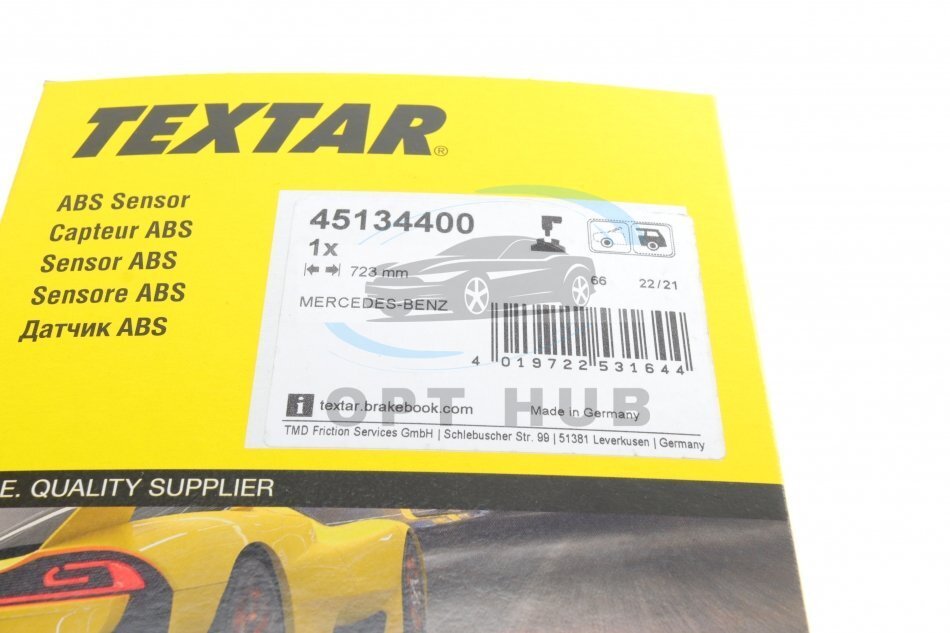 TEXTAR®
ABS Sensor
Capteur ABS
Sensor ABS
Sensore ABS
Датчик ABS
45134400
1x
723 mm
66 22/21
MERCEDES-BENZ
4 019722 531644
OPT HUB
i textar.brakebook.com Made in Germany
TMD Friction Services GmbH | Schlebuscher Str. 99 | 51381 Leverkusen | Germany
E. QUALITY SUPPLIER